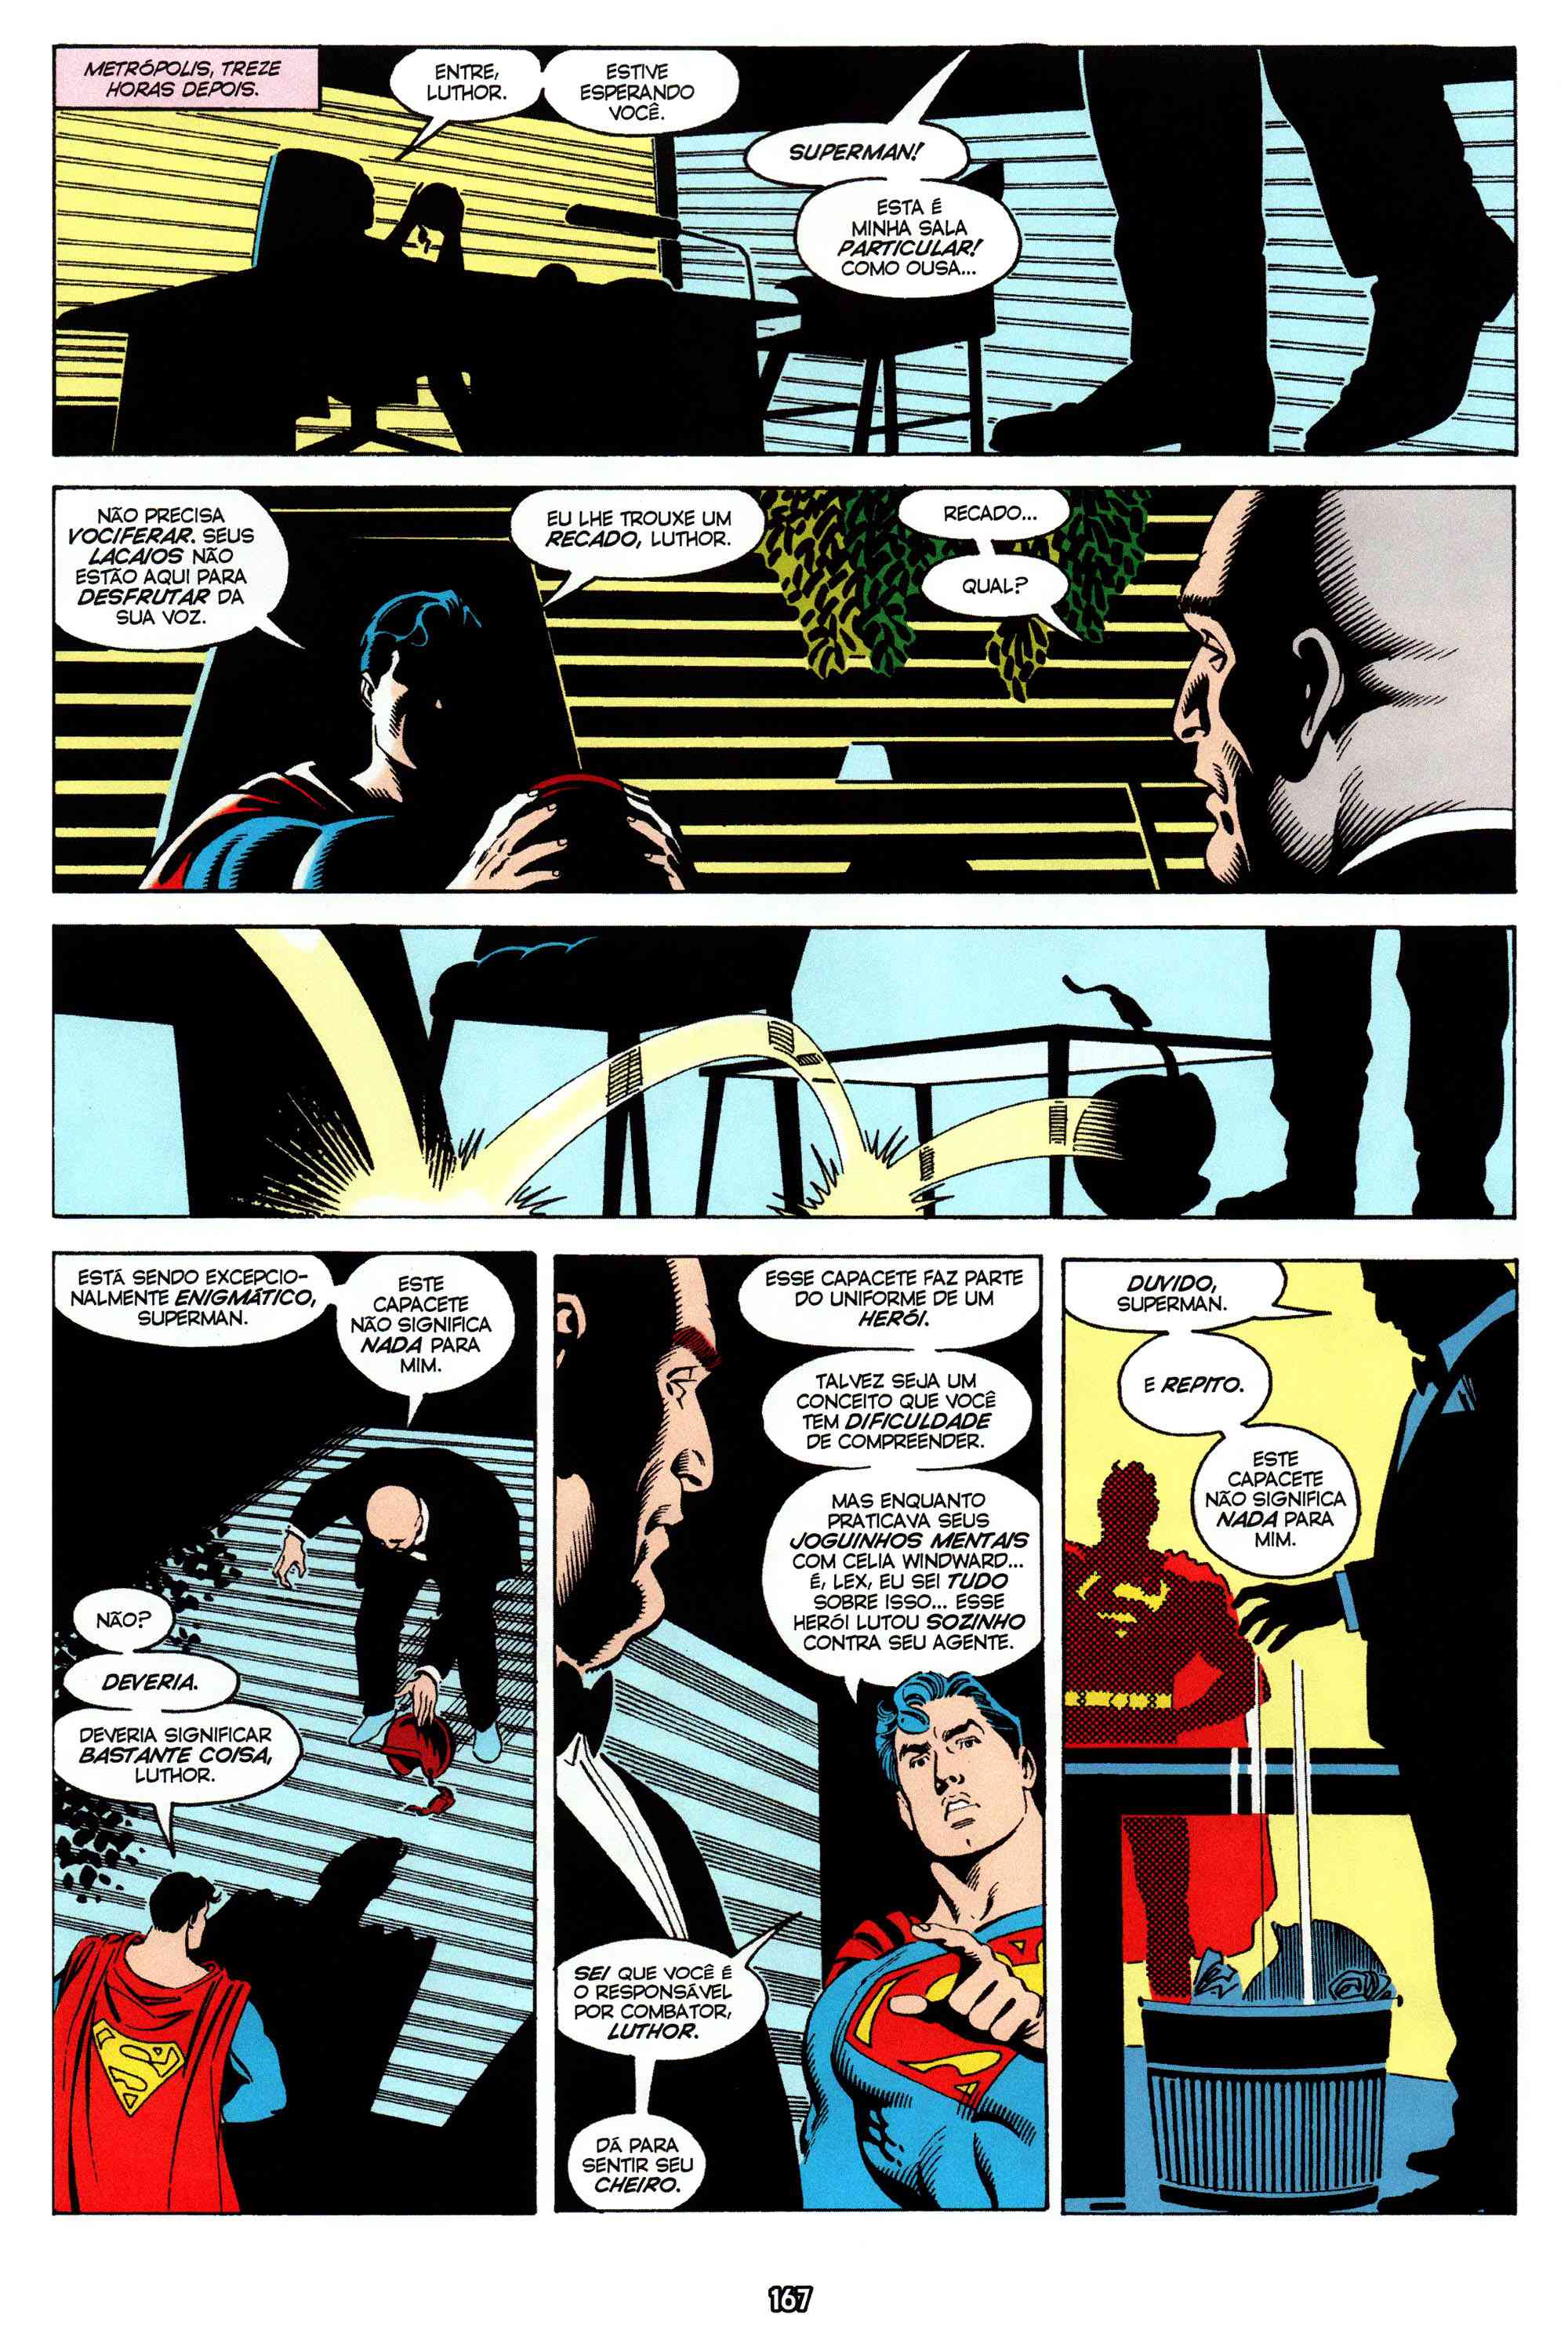 METRÓPOLIS, TREZE
HORAS DEPOIS.
ENTRE,
LUTHOR.
ESTIVE
ESPERANDO
VOCÊ.
SUPERMAN!
ESTA É
MINHA SALA
PARTICULAR!
COMO OUSA...
NÃO PRECISA
VOCIFERAR. SEUS
LACAIOS NÃO
ESTÃO AQUI PARA
DESFRUTAR DA
SUA VOZ.
EU LHE TROUXE UM
RECADO, LUTHOR.
RECADO...
QUAL?
ESTÁ SENDO EXCEPCIO-
NALMENTE ENIGMÁTICO,
SUPERMAN.
ESTE
CAPACETE
NÃO SIGNIFICA
NADA PARA
MIM.
NÃO?
DEVERIA.
DEVERIA SIGNIFICAR
BASTANTE COISA,
LUTHOR.
ESSE CAPACETE FAZ PARTE
DO UNIFORME DE UM
HERÓI.
TALVEZ SEJA UM
CONCEITO QUE VOCÊ
TEM DIFICULDADE
DE COMPREENDER.
MAS ENQUANTO
PRATICAVA SEUS
JOGUINHOS MENTAIS
COM CELIA WINDWARD...
É, LEX, EU SEI TUDO
SOBRE ISSO... ESSE
HERÓI LUTOU SOZINHO
CONTRA SEU AGENTE.
SEI QUE VOCÊ É
O RESPONSÁVEL
POR COMBATOR,
LUTHOR.
DÁ PARA
SENTIR SEU
CHEIRO.
DUVIDO,
SUPERMAN.
E REPITO.
ESTE
CAPACETE
NÃO SIGNIFICA
NADA PARA
MIM.
167